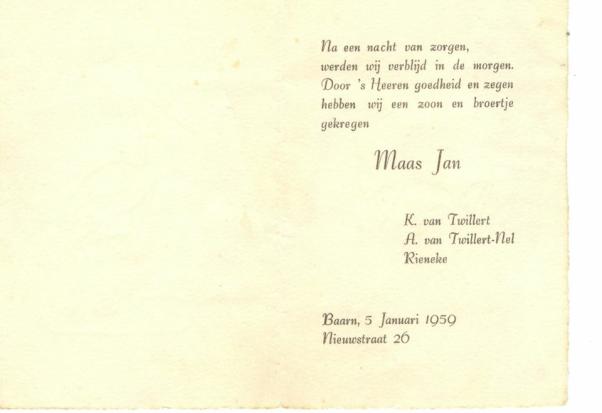 Na een nacht van zorgen,
werden wij verblijd in de morgen.
Door 's Heeren goedheid en zegen
hebben wij een zoon en broertje
gekregen
Maas Jan
K. van Twillert
A. van Twillert-Nel
Rieneke
Baarn, 5 Januari 1959
Nieuwstraat 26